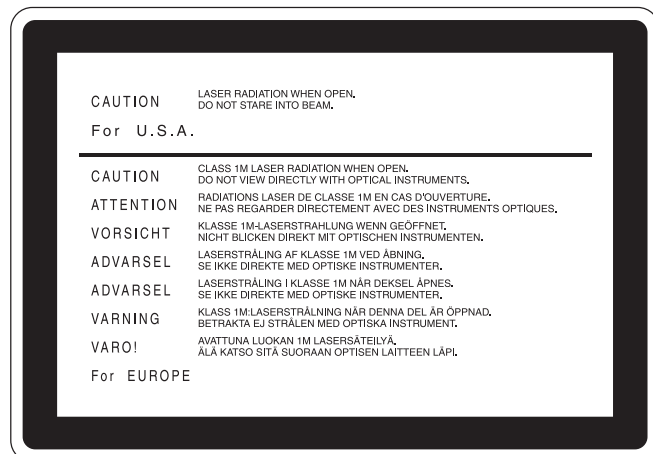 CAUTION LASER RADIATION WHEN OPEN.
DO NOT STARE INTO BEAM.
For U.S.A.
CAUTION CLASS 1M LASER RADIATION WHEN OPEN.
DO NOT VIEW DIRECTLY WITH OPTICAL INSTRUMENTS.
ATTENTION RADIATIONS LASER DE CLASSE 1M EN CAS D'OUVERTURE.
NE PAS REGARDER DIRECTEMENT AVEC DES INSTRUMENTS OPTIQUES.
VORSICHT KLASSE 1M-LASERSTRAHLUNG WENN GEÖFFNET.
NICHT BLICKEN DIREKT MIT OPTISCHEN INSTRUMENTEN.
ADVARSEL LASERSTRÅLING AF KLASSE 1M VED ÅBNING.
SE IKKE DIREKTE MED OPTISKE INSTRUMENTER.
ADVARSEL LASERSTRÅLING I KLASSE 1M NÅR DEKSEL ÅPNES.
SE IKKE DIREKTE MED OPTISKE INSTRUMENTER.
VARNING KLASS 1M:LASERSTRÅLNING NÄR DENNA DEL ÄR ÖPPNAD.
BETRAKTA EJ STRÅLEN MED OPTISKA INSTRUMENT.
VARO! AVATTUNA LUOKAN 1M LASERSÄTEILYÄ.
ÄLÄ KATSO SITÄ SUORAAN OPTISEN LAITTEEN LÄPI.
For EUROPE